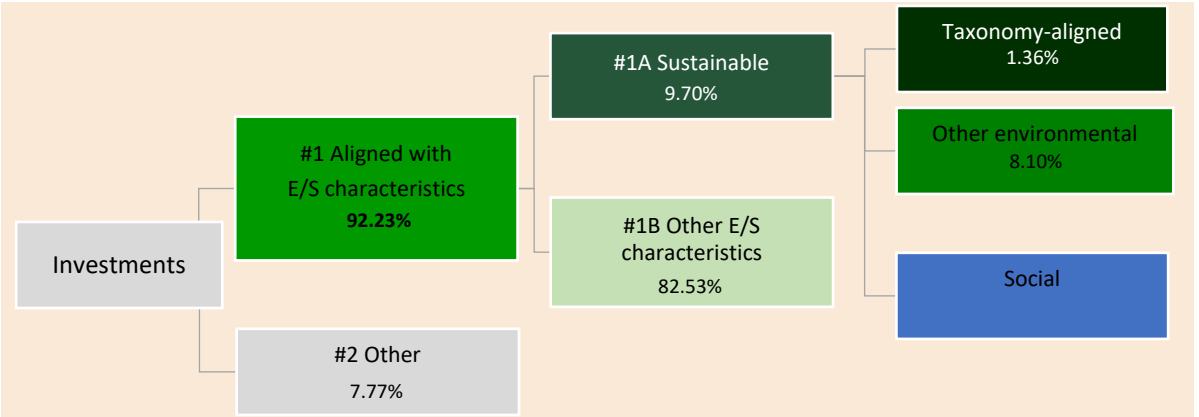 Investments
#1 Aligned with
E/S characteristics
92.23%
#2 Other
7.77%
#1A Sustainable
9.70%
#1B Other E/S
characteristics
82.53%
Taxonomy-aligned
1.36%
Other environmental
8.10%
Social